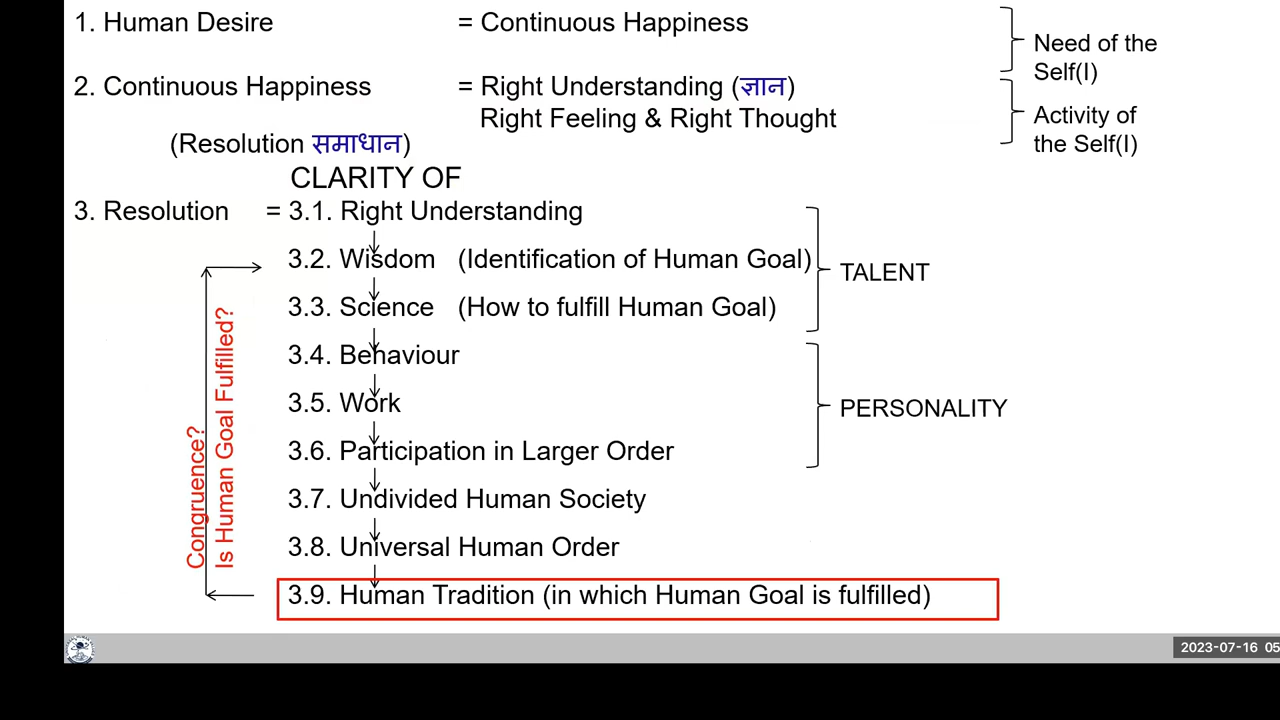 1. Human Desire = Continuous Happiness
Need of the
Self(I)
2. Continuous Happiness = Right Understanding (ज्ञान)
Right Feeling & Right Thought
Activity of
the Self(I)
(Resolution समाधान)
CLARITY OF
3. Resolution = 3.1. Right Understanding
3.2. Wisdom (Identification of Human Goal)
TALENT
3.3. Science (How to fulfill Human Goal)
3.4. Behaviour
3.5. Work
PERSONALITY
3.6. Participation in Larger Order
3.7. Undivided Human Society
3.8. Universal Human Order
3.9. Human Tradition (in which Human Goal is fulfilled)
Congruence?
Is Human Goal Fulfilled?
2023-07-16 05